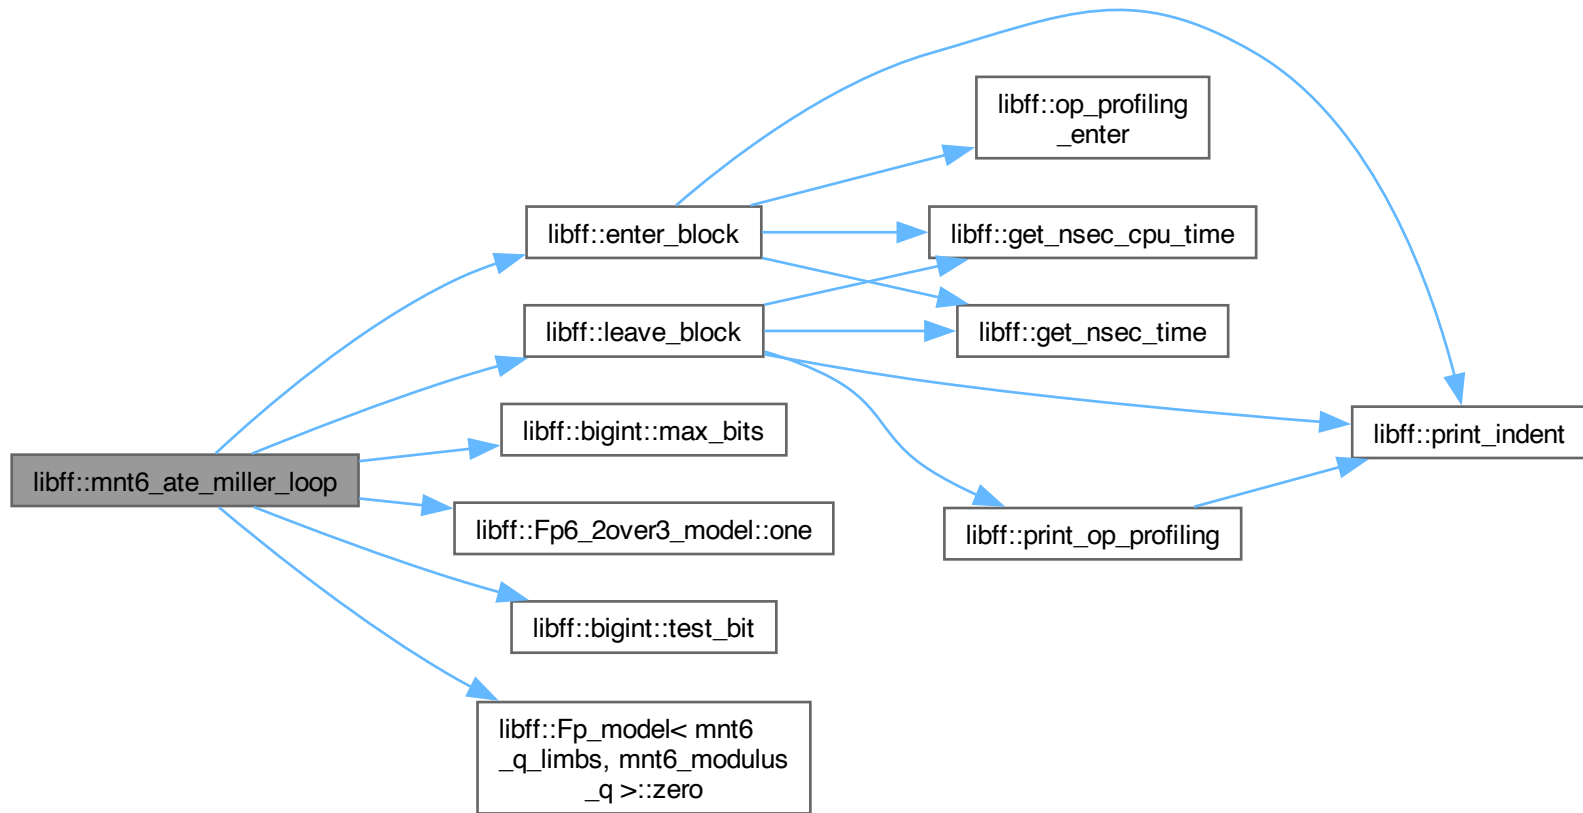 libff::mnt6_ate_miller_loop
libff::enter_block
libff::leave_block
libff::bigint::max_bits
libff::Fp6_2over3_model::one
libff::bigint::test_bit
libff::Fp_model< mnt6
_q_limbs, mnt6_modulus
_q >::zero
libff::op_profiling
_enter
libff::get_nsec_cpu_time
libff::get_nsec_time
libff::print_op_profiling
libff::print_indent